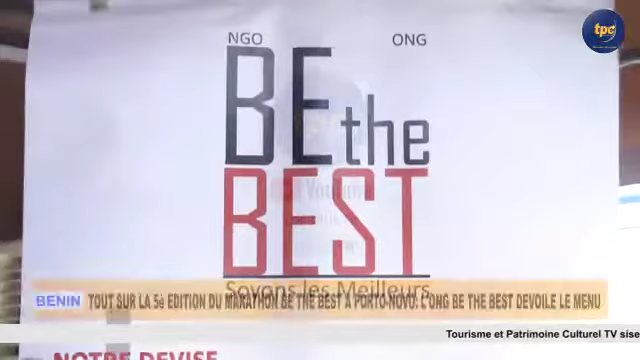 NGO ONG
tpc
BE the
BEST
Soyons les Meilleurs
BENIN TOUT SUR LA 5è EDITION DU MARATHON BE THE BEST A PORTO-NOVO: L'ONG BE THE BEST DEVOILE LE MENU
Tourisme et Patrimoine Culturel TV sise
NOTRE DEVISE